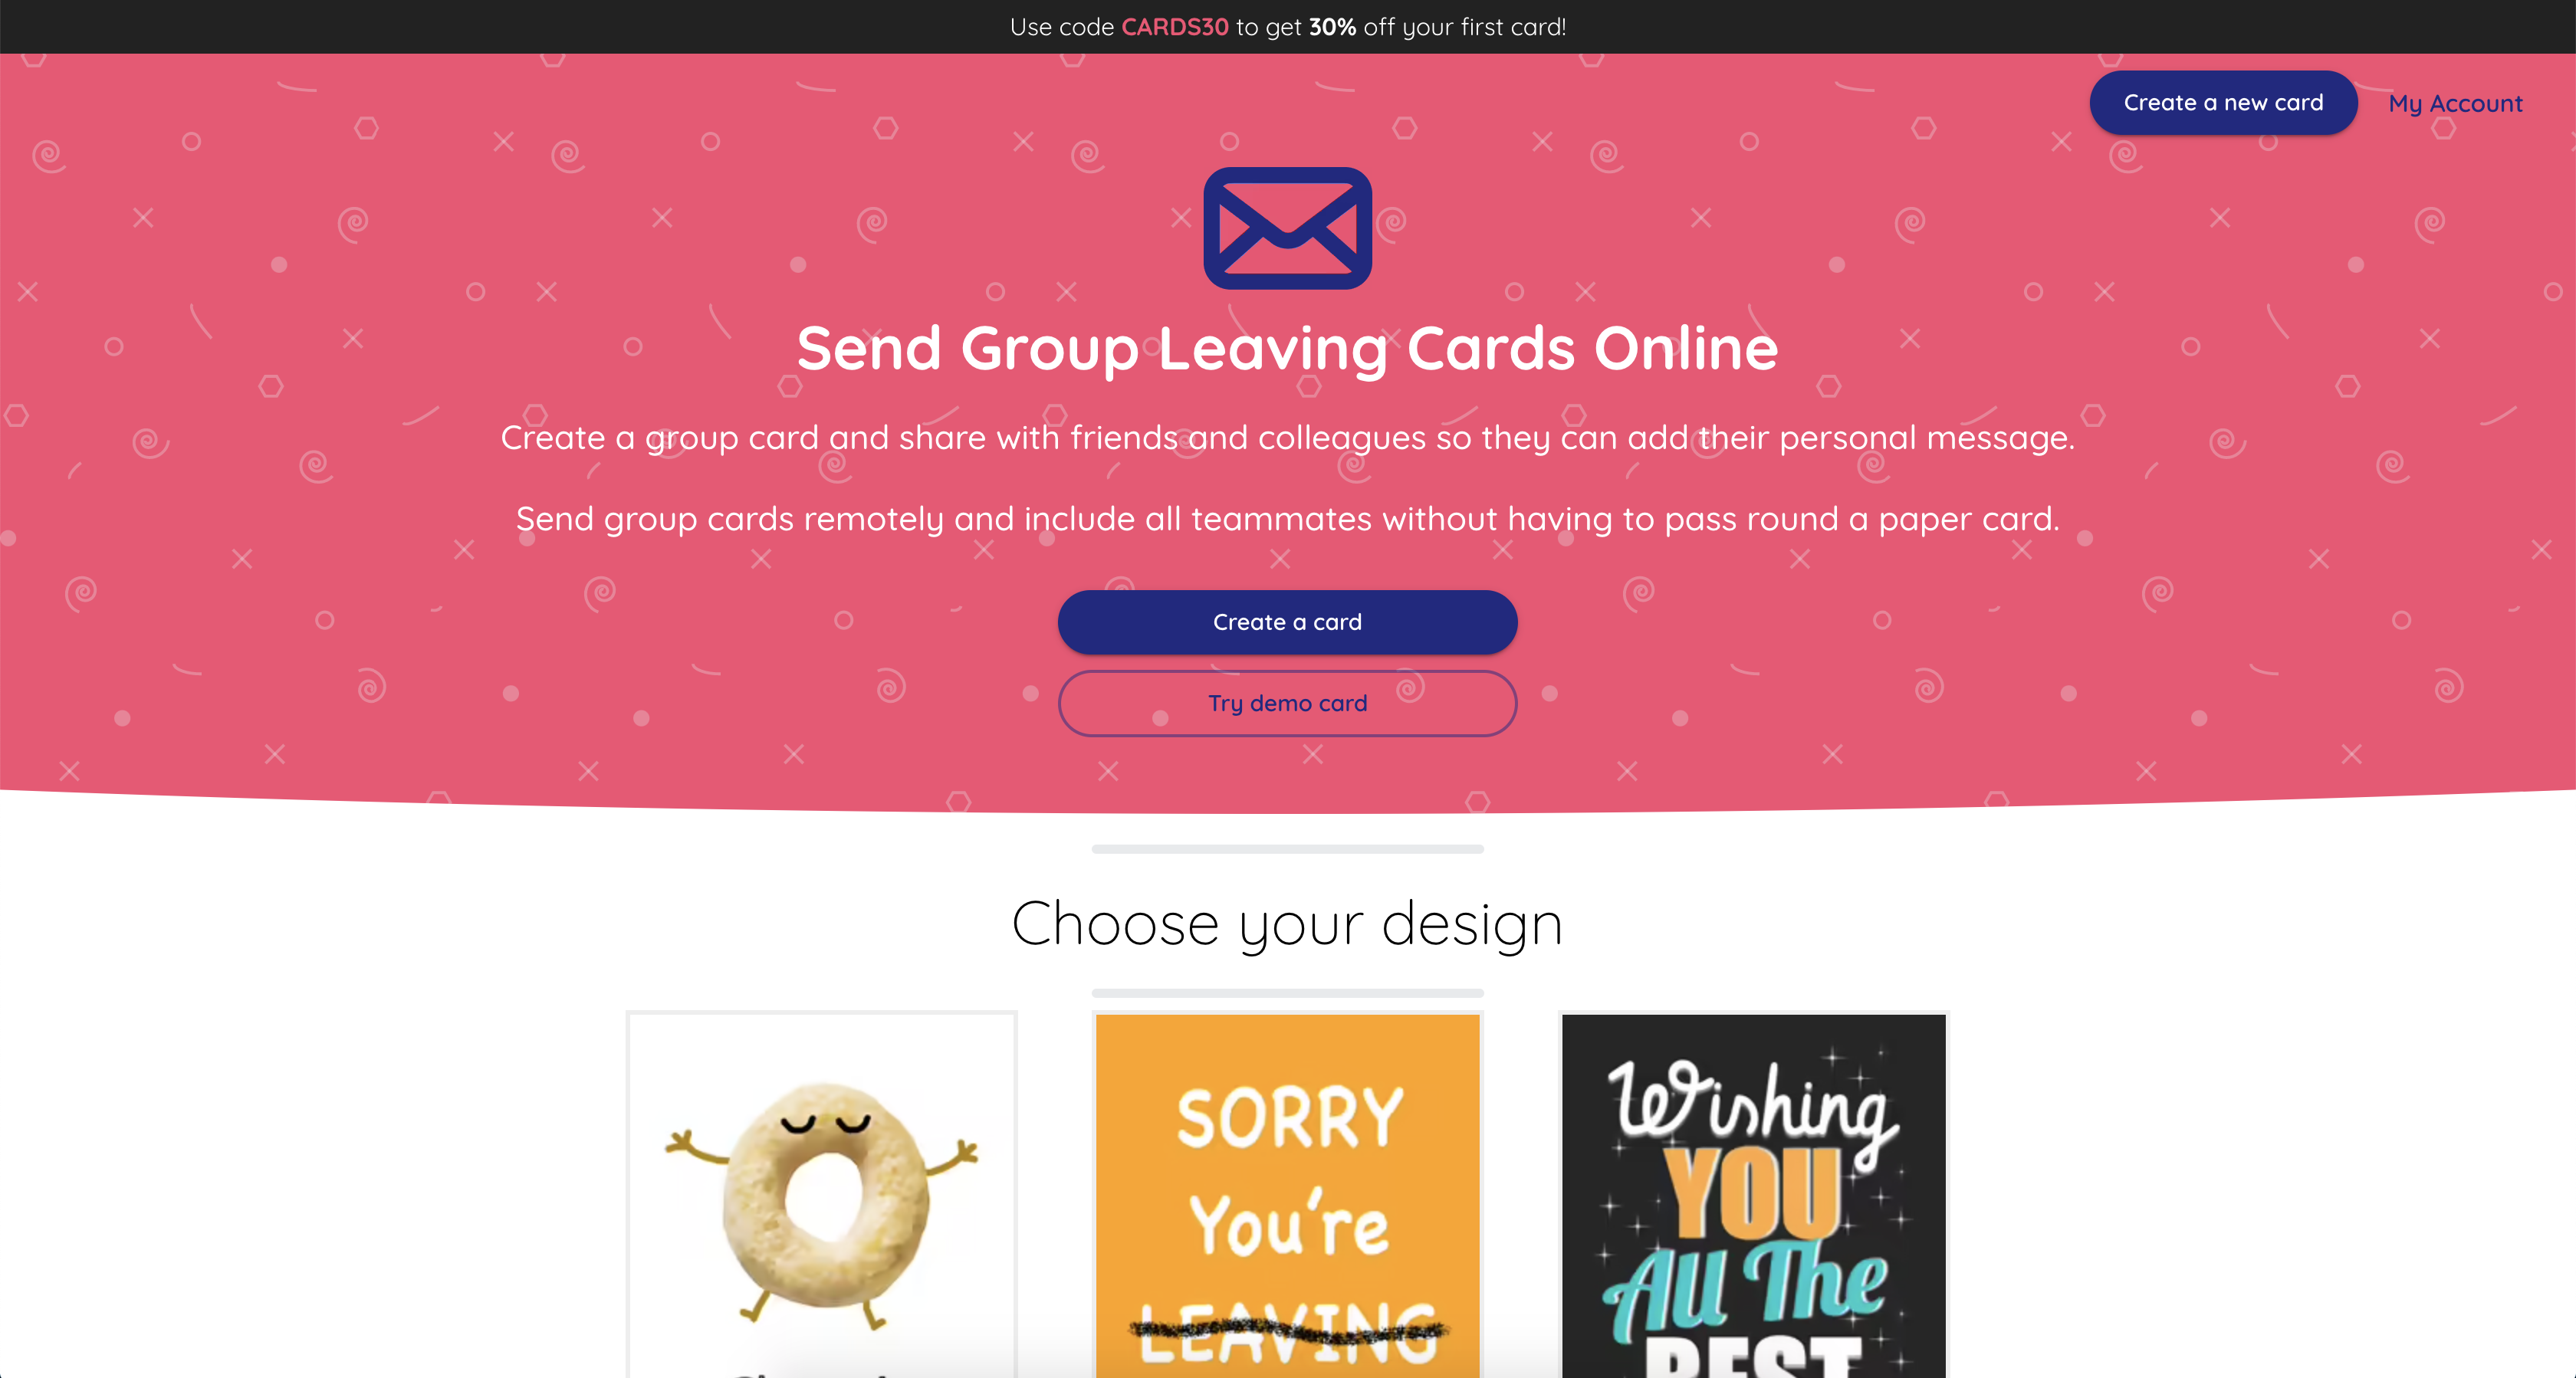 Use code CARDS30 to get 30% off your first card!
Create a new card
My Account
Send Group Leaving Cards Online
Create a group card and share with friends and colleagues so they can add their personal message.
Send group cards remotely and include all teammates without having to pass round a paper card.
Create a card
Try demo card
Choose your design
SORRY
You're
LEAVING
Wishing
YOU
All The
BEST